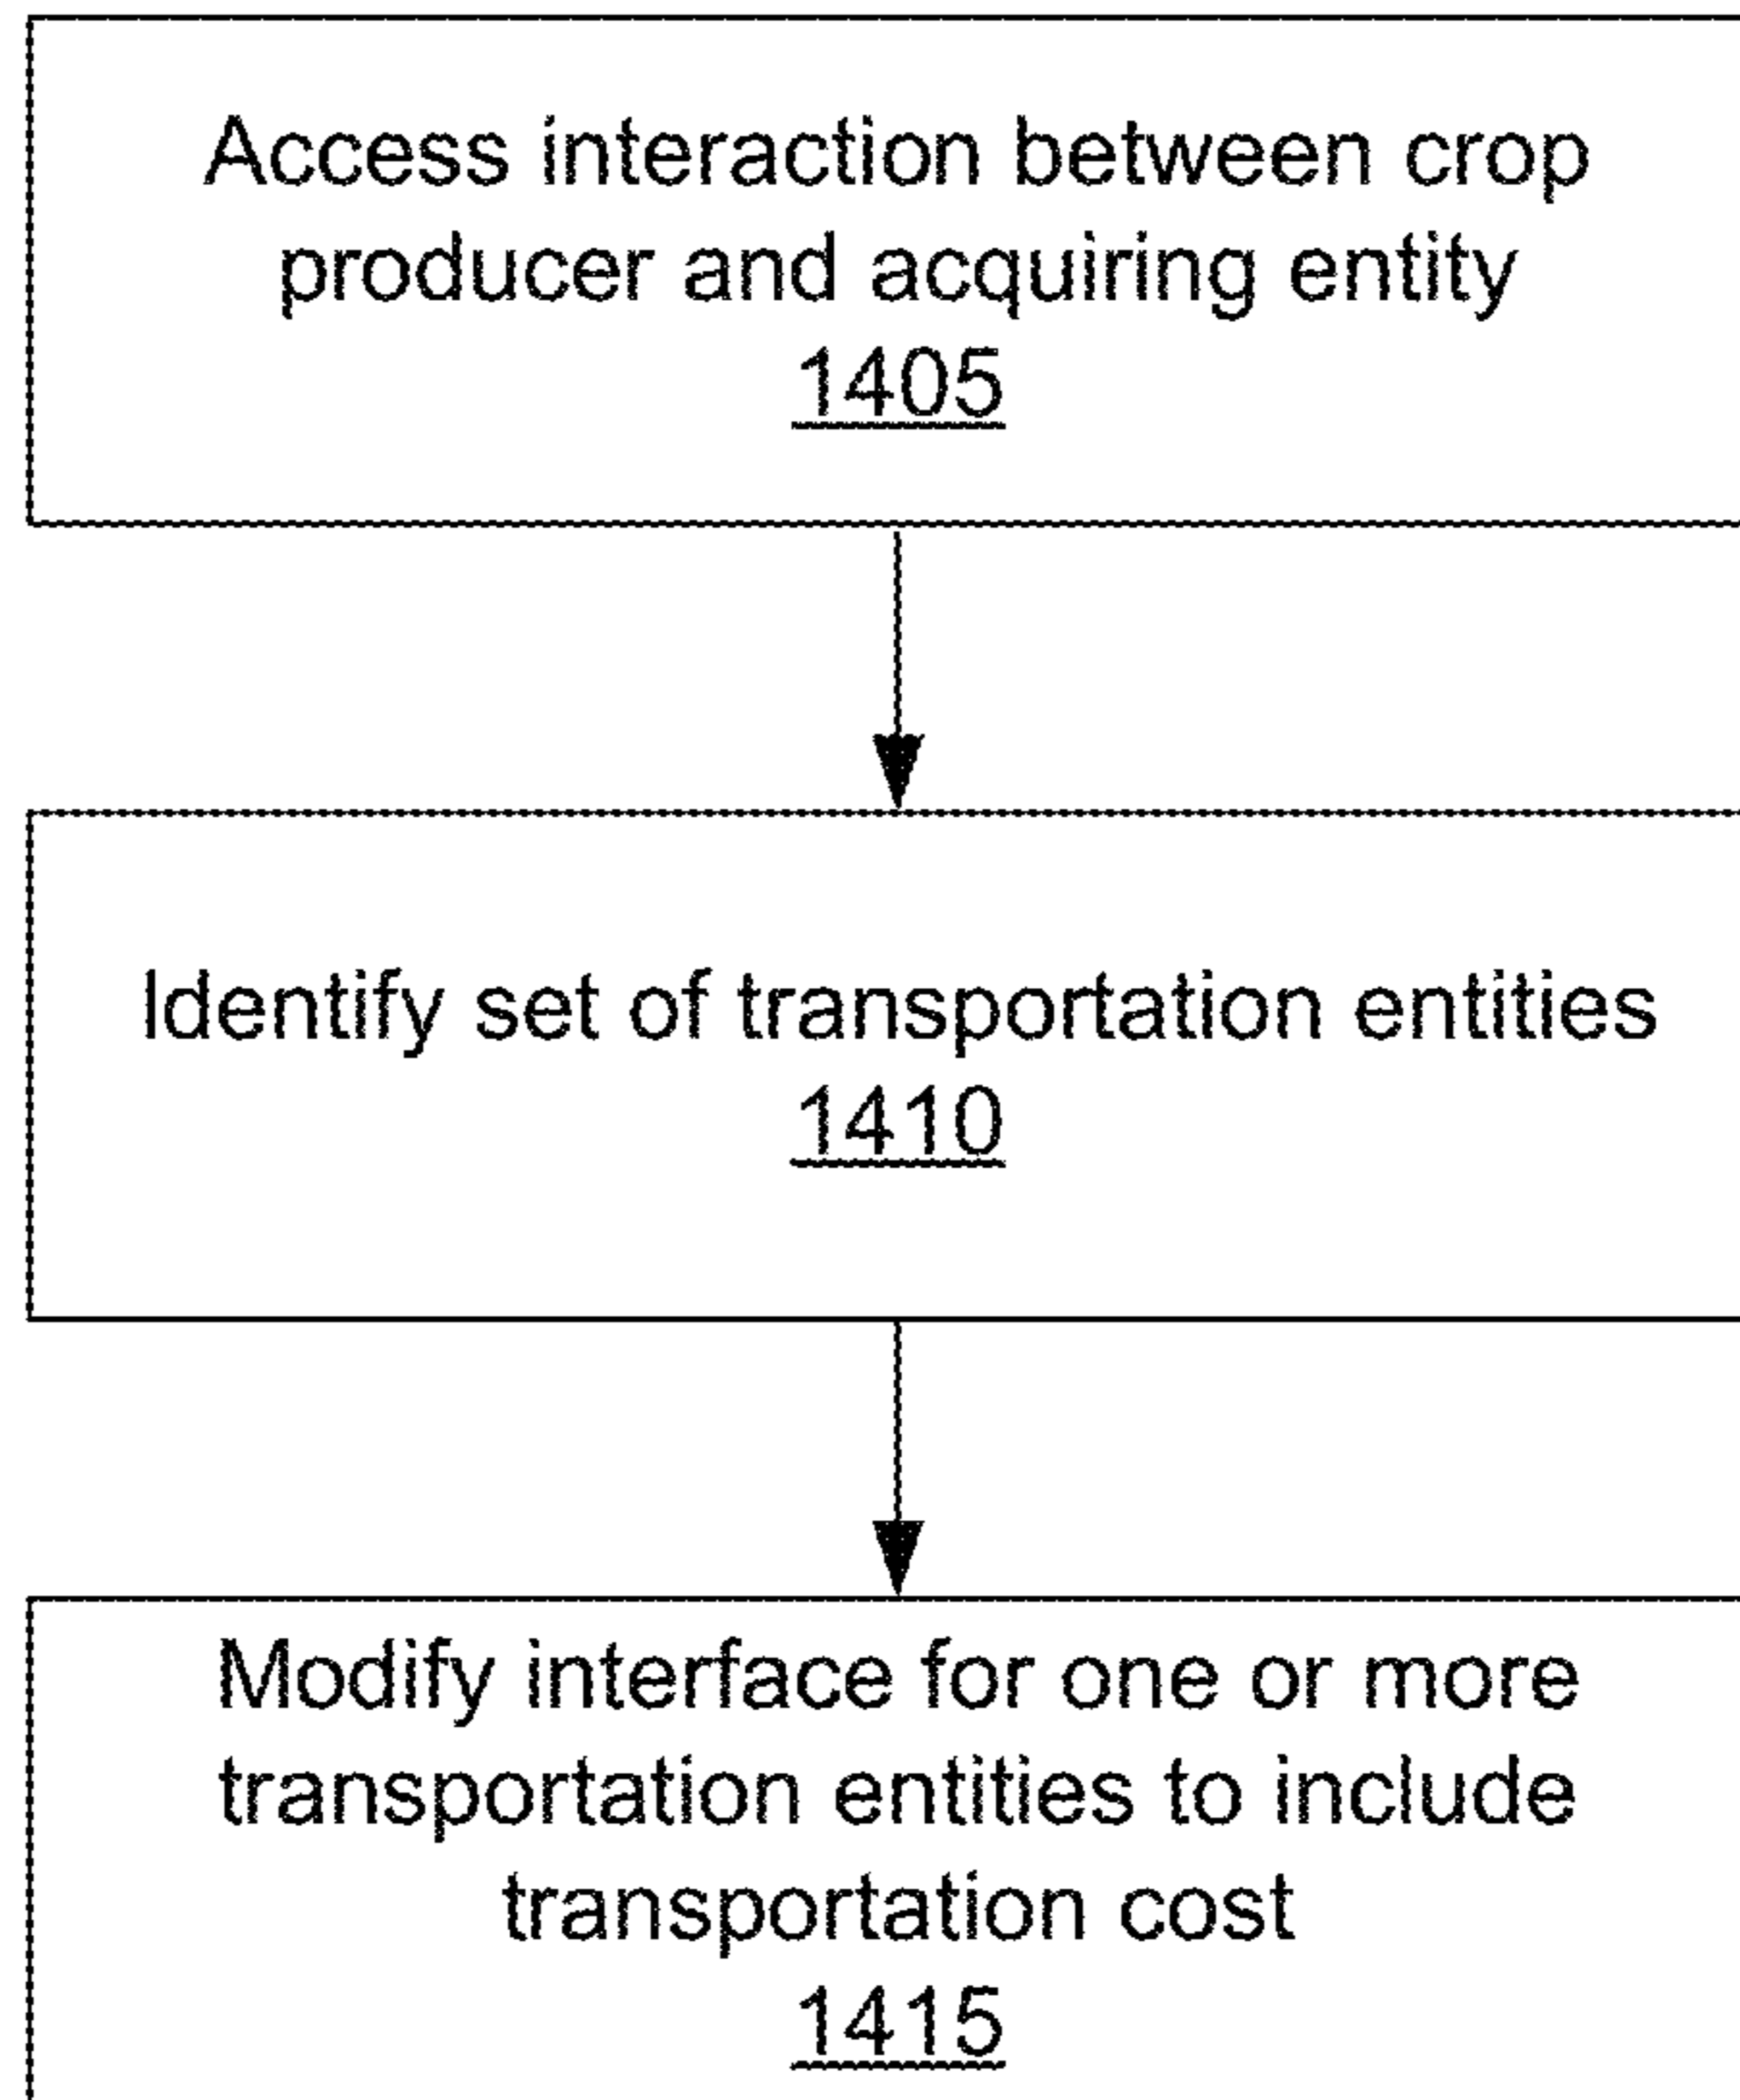 Access interaction between crop
producer and acquiring entity
1405
Identify set of transportation entities
1410
Modify interface for one or more
transportation entities to include
transportation cost
1415